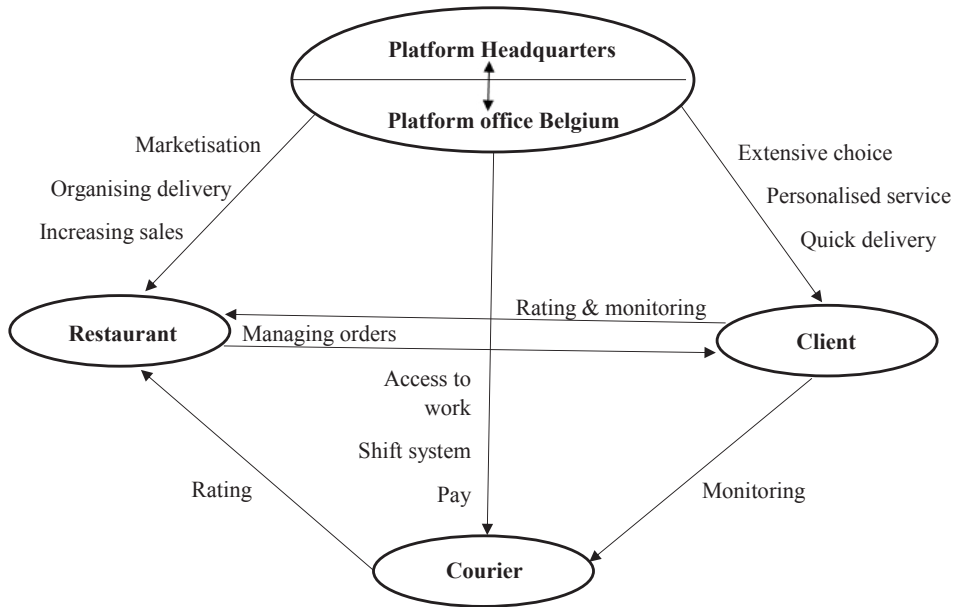 Platform Headquarters
Platform office Belgium
Marketisation
Organising delivery
Increasing sales
Extensive choice
Personalised service
Quick delivery
Rating & monitoring
Restaurant
Managing orders
Client
Access to
work
Shift system
Pay
Rating
Monitoring
Courier